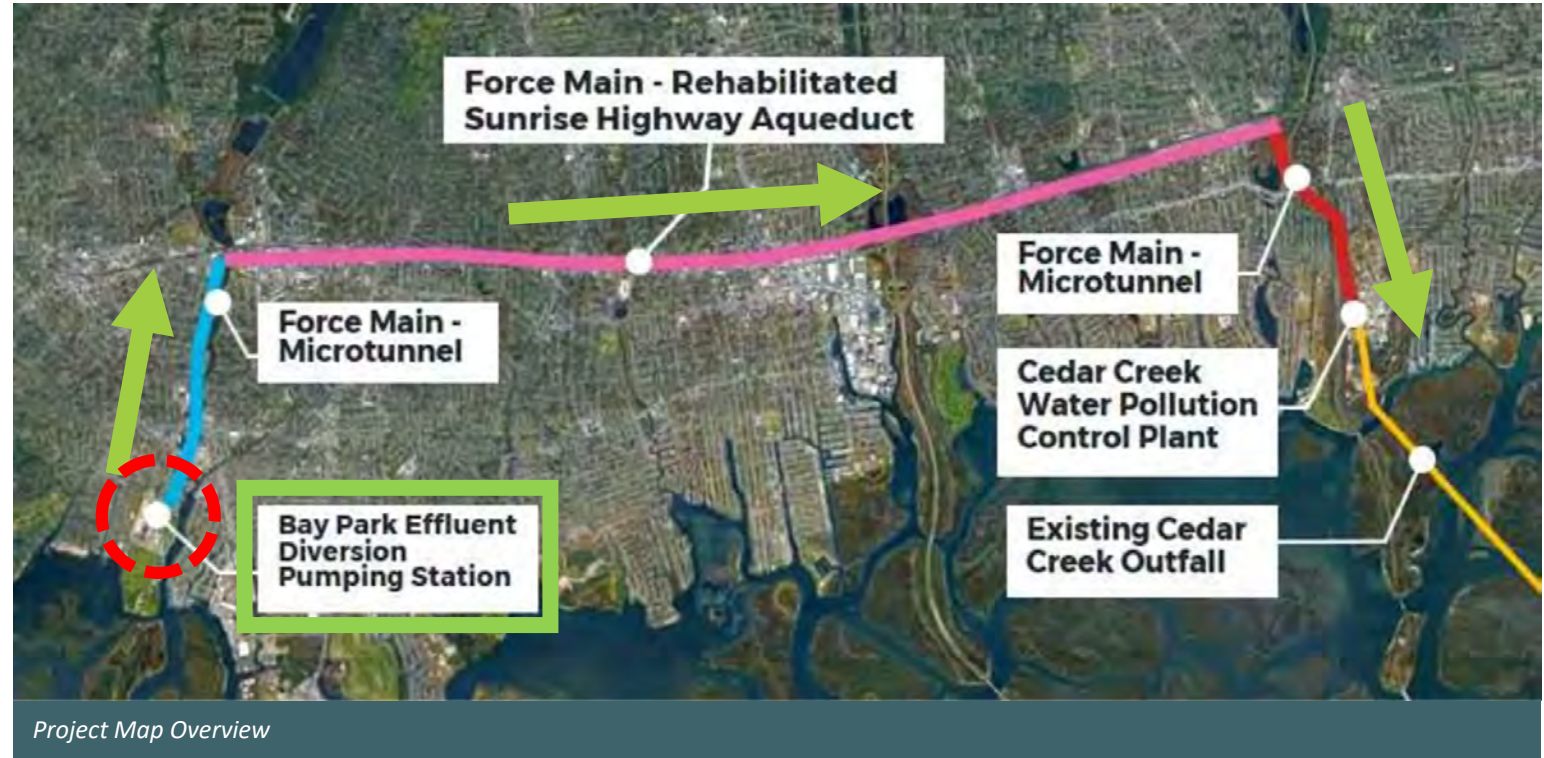 Force Main - Rehabilitated
Sunrise Highway Aqueduct
Force Main -
Microtunnel
Force Main -
Microtunnel
Cedar Creek
Water Pollution
Control Plant
Bay Park Effluent
Diversion
Pumping Station
Existing Cedar
Creek Outfall
Project Map Overview